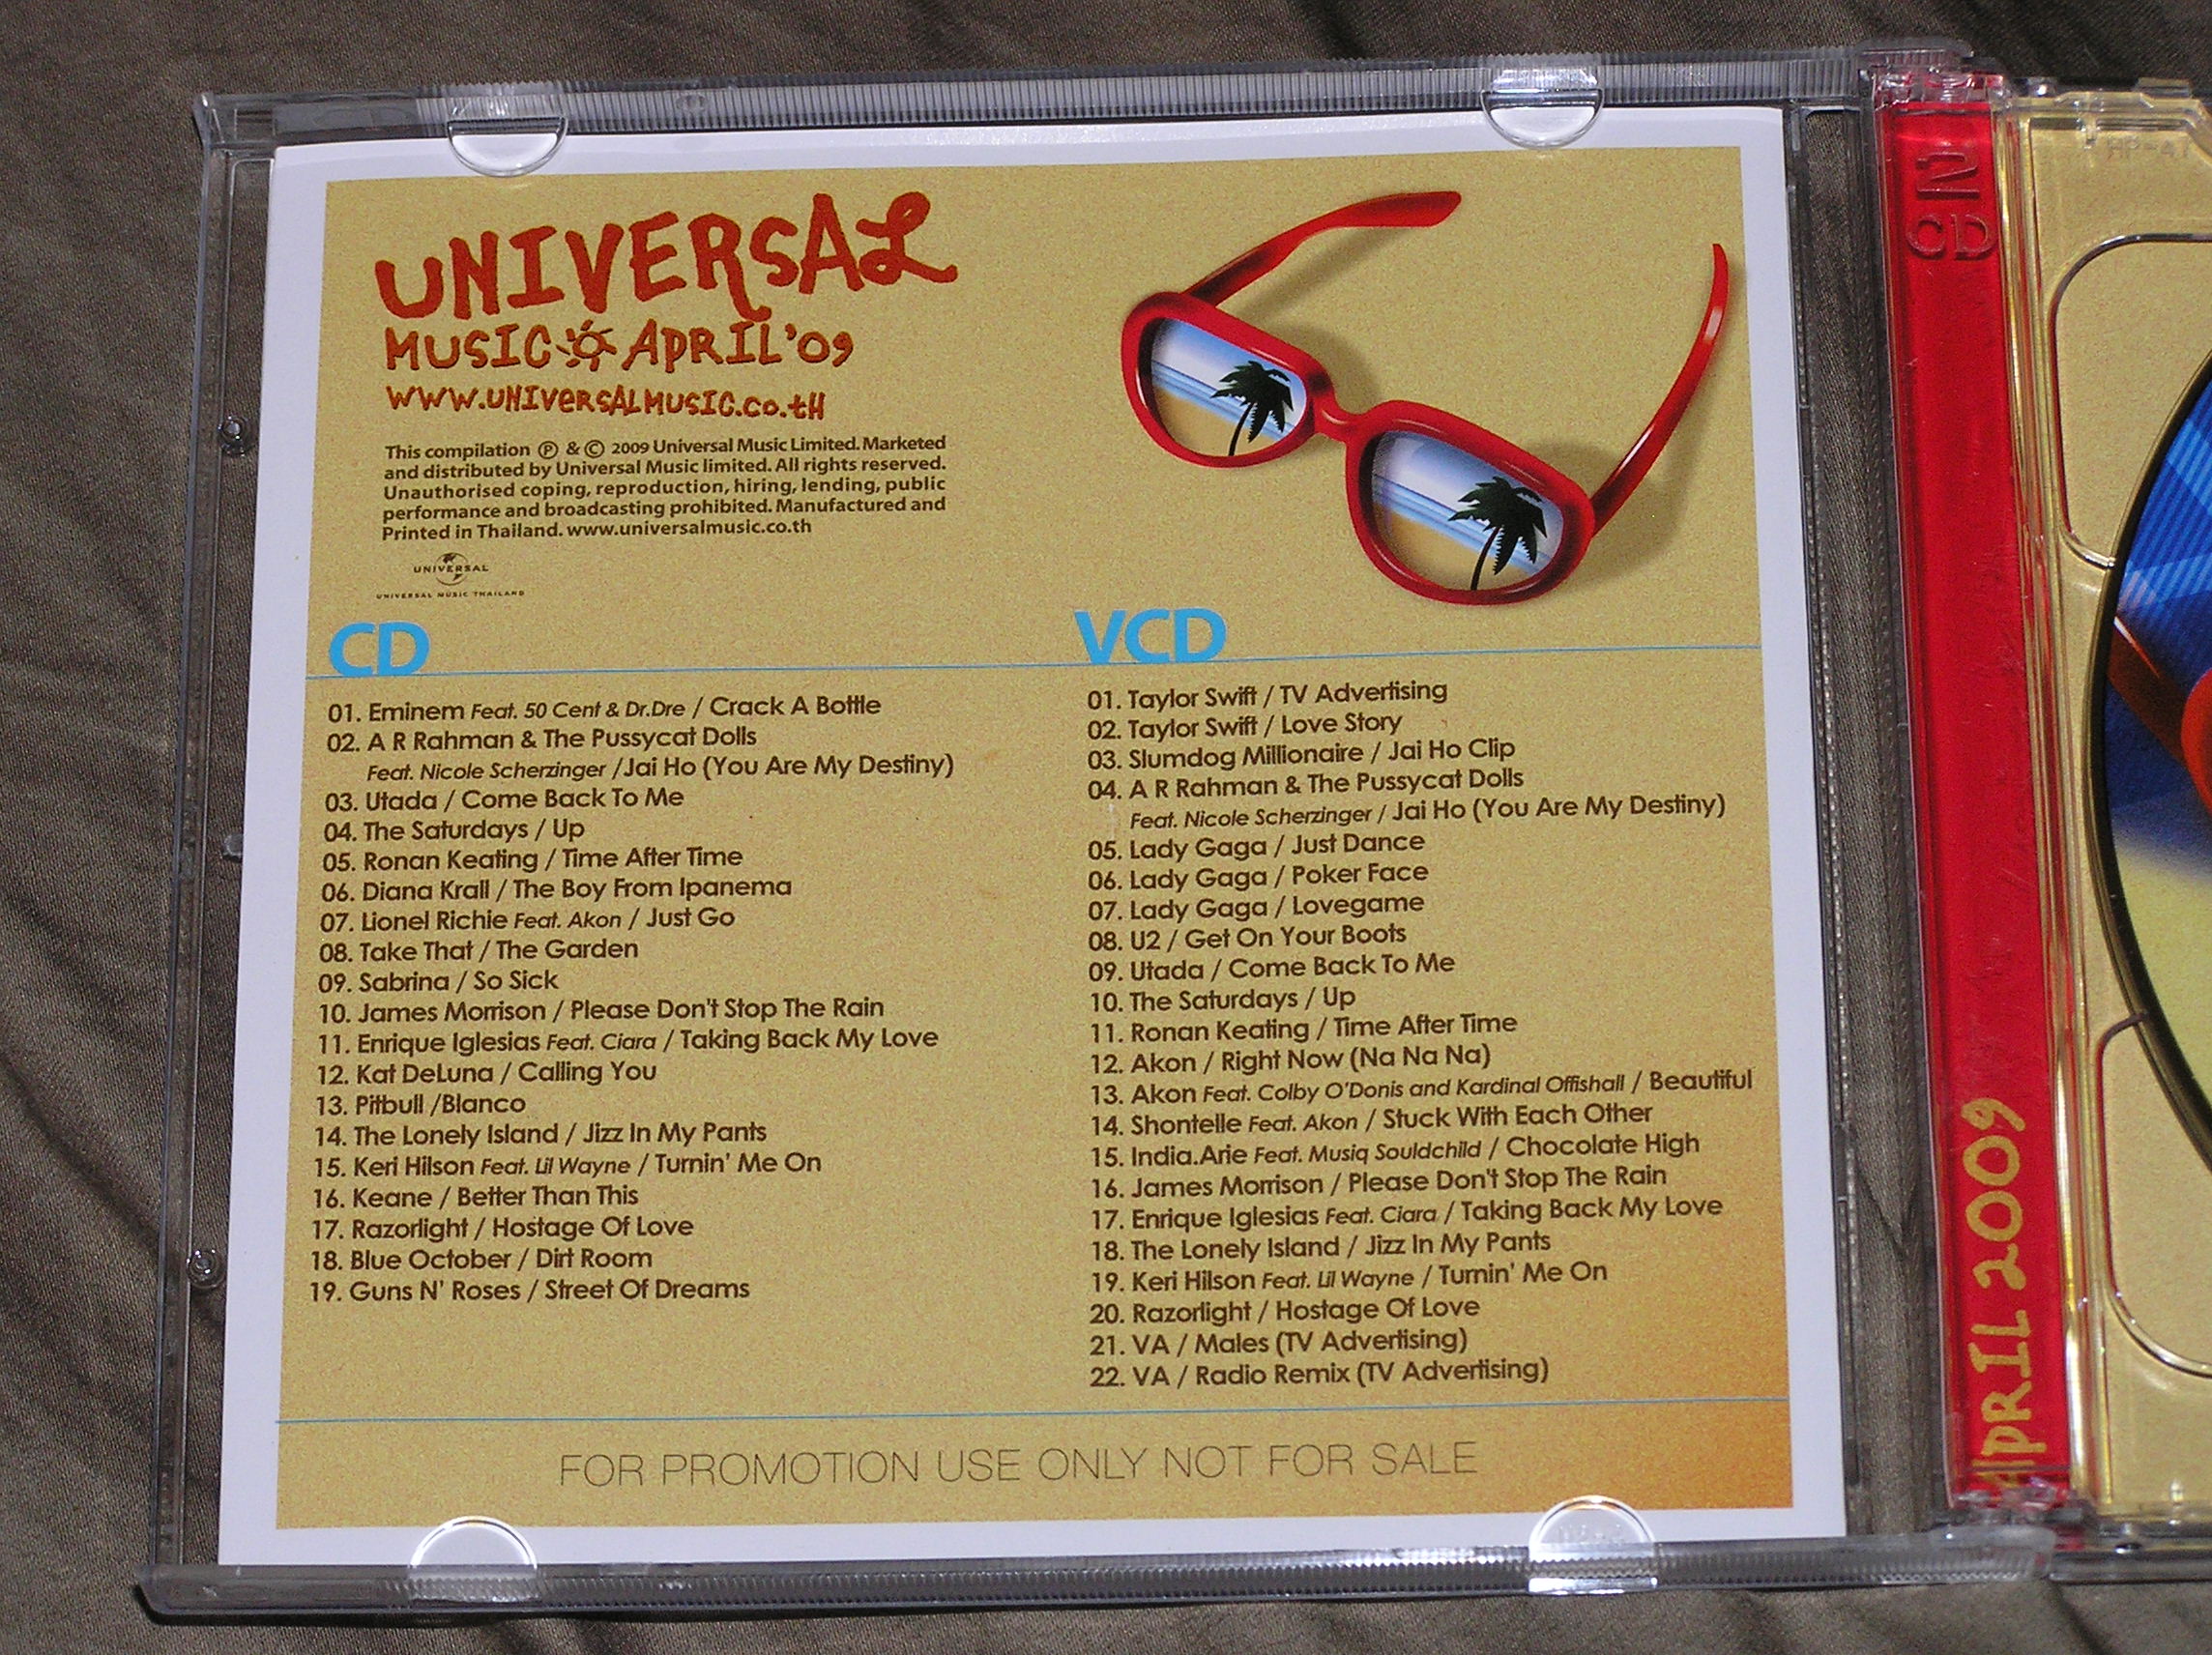 UNIVERSAL
MUSIC APRIL'09
WWW.UNIVERSALMUSIC.CO.TH
This compilation ℗ & © 2009 Universal Music Limited. Marketed
and distributed by Universal Music limited. All rights reserved.
Unauthorised coping, reproduction, hiring, lending, public
performance and broadcasting prohibited. Manufactured and
Printed in Thailand. www.universalmusic.co.th
UNIVERSAL
UNIVERSAL MUSIC THAILAND
CD
01. Eminem Feat. 50 Cent & Dr.Dre / Crack A Bottle
02. A R Rahman & The Pussycat Dolls
Feat. Nicole Scherzinger /Jai Ho (You Are My Destiny)
03. Utada / Come Back To Me
04. The Saturdays / Up
05. Ronan Keating / Time After Time
06. Diana Krall / The Boy From Ipanema
07. Lionel Richie Feat. Akon / Just Go
08. Take That / The Garden
09. Sabrina / So Sick
10. James Morrison / Please Don't Stop The Rain
11. Enrique Iglesias Feat. Ciara / Taking Back My Love
12. Kat DeLuna / Calling You
13. Pitbull /Blanco
14. The Lonely Island / Jizz In My Pants
15. Keri Hilson Feat. Lil Wayne / Turnin' Me On
16. Keane / Better Than This
17. Razorlight / Hostage Of Love
18. Blue October / Dirt Room
19. Guns N' Roses / Street Of Dreams
VCD
01. Taylor Swift / TV Advertising
02. Taylor Swift / Love Story
03. Slumdog Millionaire / Jai Ho Clip
04. A R Rahman & The Pussycat Dolls
Feat. Nicole Scherzinger / Jai Ho (You Are My Destiny)
05. Lady Gaga / Just Dance
06. Lady Gaga / Poker Face
07. Lady Gaga / Lovegame
08. U2 / Get On Your Boots
09. Utada / Come Back To Me
10. The Saturdays / Up
11. Ronan Keating / Time After Time
12. Akon / Right Now (Na Na Na)
13. Akon Feat. Colby O'Donis and Kardinal Offishall / Beautiful
14. Shontelle Feat. Akon / Stuck With Each Other
15. India.Arie Feat. Musiq Souldchild / Chocolate High
16. James Morrison / Please Don't Stop The Rain
17. Enrique Iglesias Feat. Ciara / Taking Back My Love
18. The Lonely Island / Jizz In My Pants
19. Keri Hilson Feat. Lil Wayne / Turnin' Me On
20. Razorlight / Hostage Of Love
21. VA / Males (TV Advertising)
22. VA / Radio Remix (TV Advertising)
FOR PROMOTION USE ONLY NOT FOR SALE
2
CD
APRIL 2009